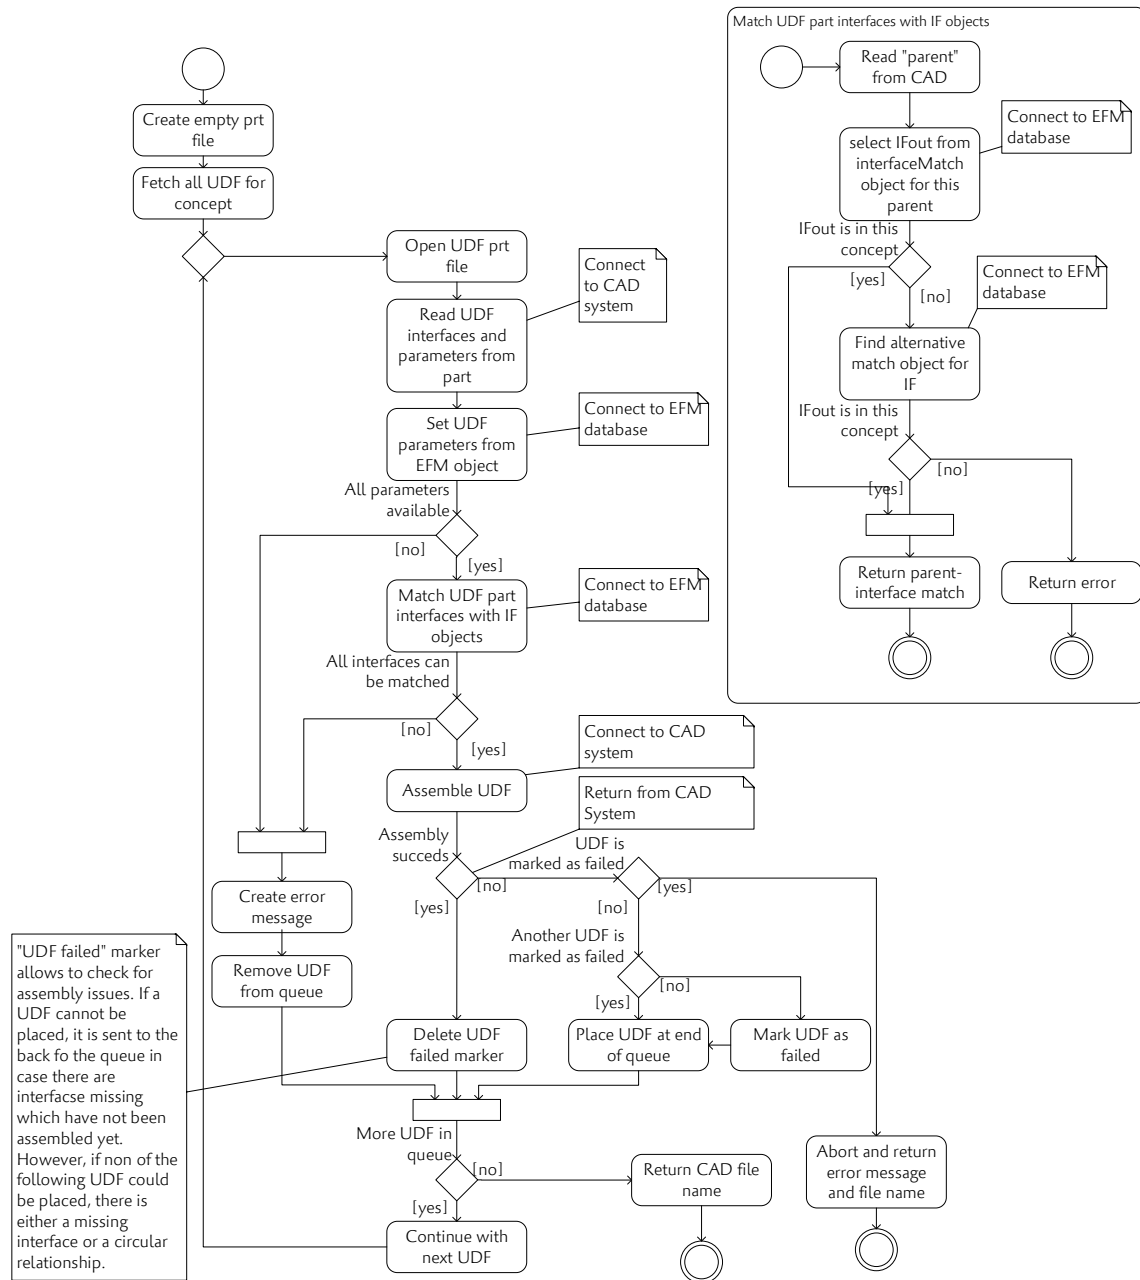 Match UDF part interfaces with IF objects
Read "parent"
from CAD
Connect to EFM
database
select IFout from
interfaceMatch
object for this
parent
IFout is in this
concept
[yes]
[no]
Connect to EFM
database
Find alternative
match object for
IF
IFout is in this
concept
[no]
[yes]
Return parent-
interface match
Return error
Create empty prt
file
Fetch all UDF for
concept
Open UDF prt
file
Connect
to CAD
system
Read UDF
interfaces and
parameters from
part
Connect to EFM
database
Set UDF
parameters from
EFM object
All parameters
available
[no]
[yes]
Connect to EFM
database
Match UDF part
interfaces with IF
objects
All interfaces can
be matched
[no]
[yes]
Connect to CAD
system
Assemble UDF
Return from CAD
System
Assembly
succeds
[no]
[yes]
UDF is
marked as failed
[yes]
[no]
Create error
message
Another UDF is
marked as failed
[no]
[yes]
Remove UDF
from queue
"UDF failed" marker
allows to check for
assembly issues. If a
UDF cannot be
placed, it is sent to the
back fo the queue in
case there are
interfacse missing
which have not been
assembled yet.
However, if non of the
following UDF could
be placed, there is
either a missing
interface or a circular
relationship.
Delete UDF
failed marker
Place UDF at end
of queue
Mark UDF as
failed
More UDF in
queue
[no]
[yes]
Return CAD file
name
Abort and return
error message
and file name
Continue with
next UDF